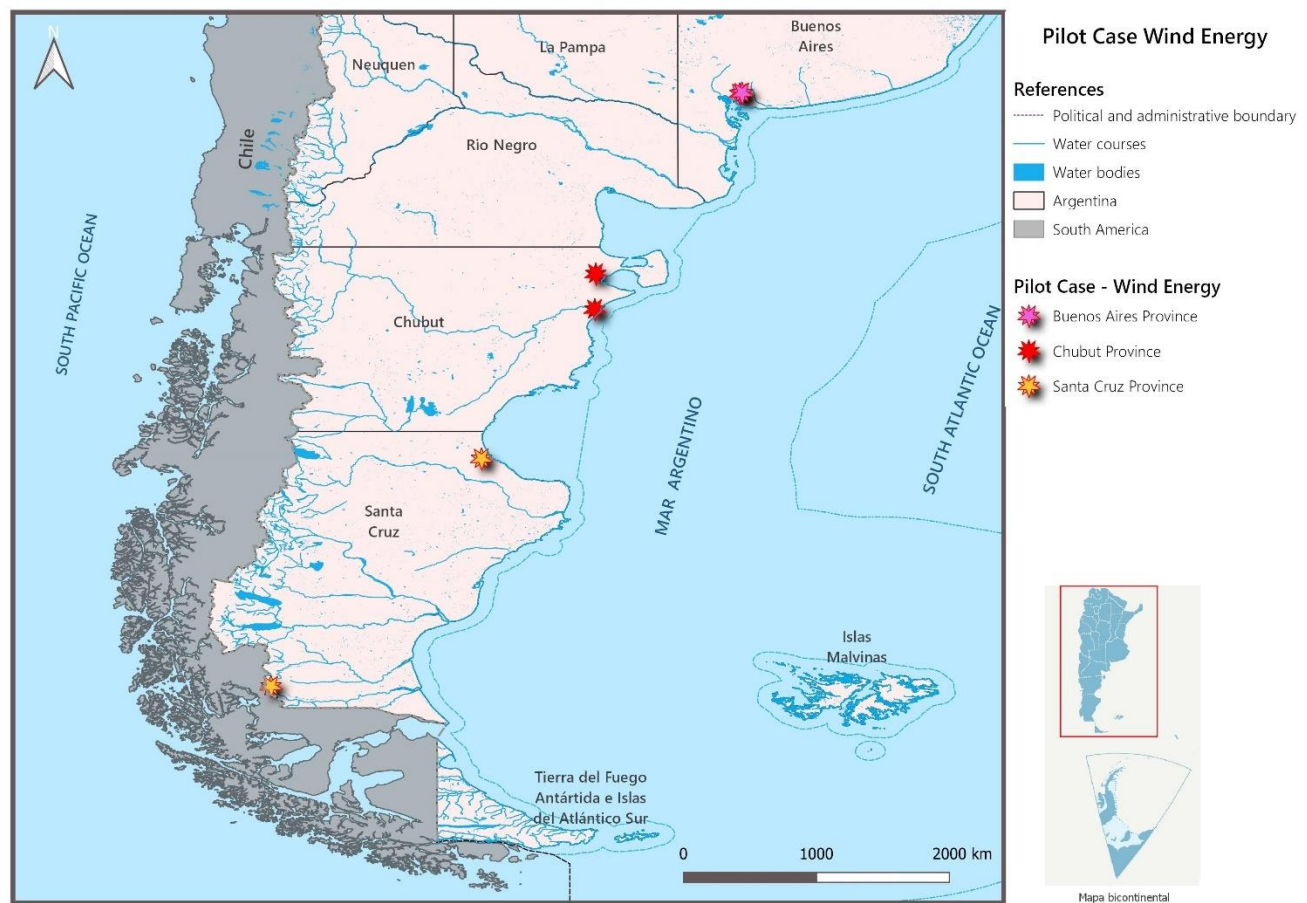 N
Neuquen
La Pampa
Buenos
Aires
Chile
Rio Negro
SOUTH PACIFIC OCEAN
Chubut
MAR ARGENTINO
SOUTH ATLANTIC OCEAN
Santa
Cruz
Islas
Malvinas
Tierra del Fuego
Antártida e Islas
del Atlántico Sur
0 1000 2000 km
Pilot Case Wind Energy
References
Political and administrative boundary
Water courses
Water bodies
Argentina
South America
Pilot Case - Wind Energy
Buenos Aires Province
Chubut Province
Santa Cruz Province
Mapa bicontinental